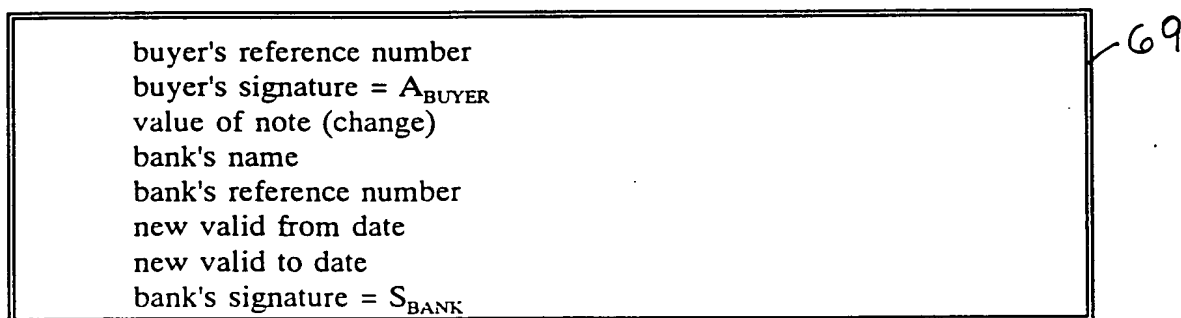 buyer's reference number
buyer's signature = A_BUYER
value of note (change)
bank's name
bank's reference number
new valid from date
new valid to date
bank's signature = S_BANK
69